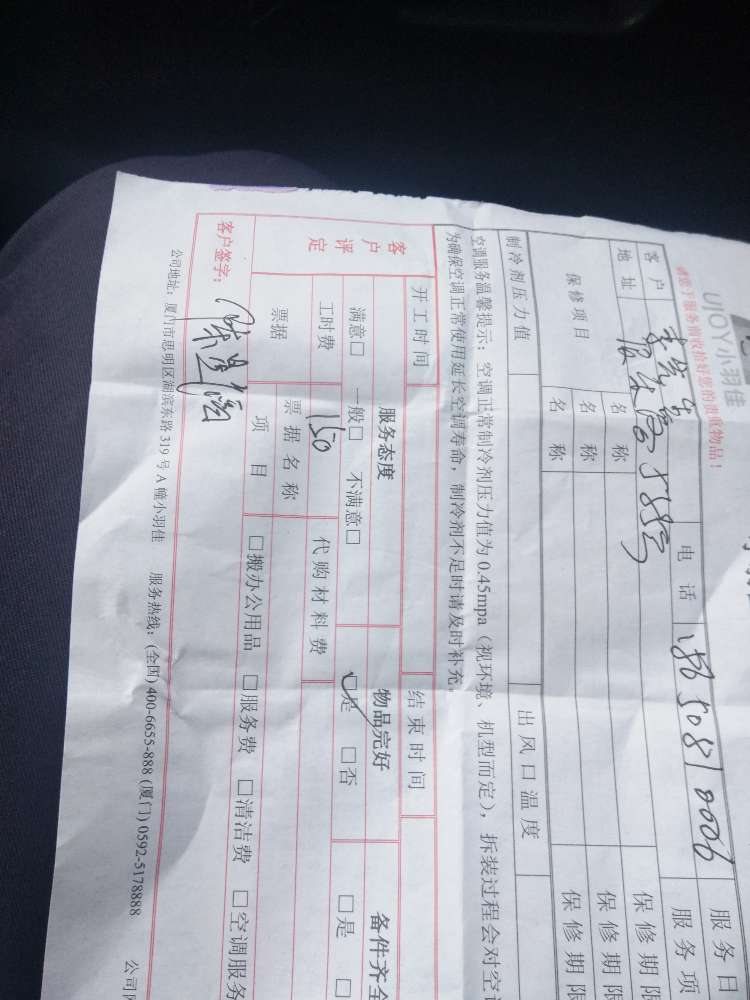 UJOY小羽佳
请您于服务前收拾好您的贵重物品!
客户 电话 服务日
地址 585号 服务项
保修项目 名称 保修期限
名称 保修期限
名称 保修期限
制冷剂压力值 出风口温度
空调服务温馨提示:空调正常制冷剂压力值为0.45mpa(视环境、机型而定),拆装过程会对空
为确保空调正常使用延长空调寿命,制冷剂不足时请及时补充。
开工时间 结束时间
客户评定 服务态度 物品完好 备件齐全
满意□ 一般□ 不满意□ □是 □否 □是 □
工时费 150 代购材料费
票据 票据名称
项目 □搬办公用品 □服务费 □清洁费 □空调服务
客户签字:
公司地址:厦门市思明区湖滨东路319号A幢小羽佳 服务热线:(全国)400-6655-888(厦门)0592-5178888 公司